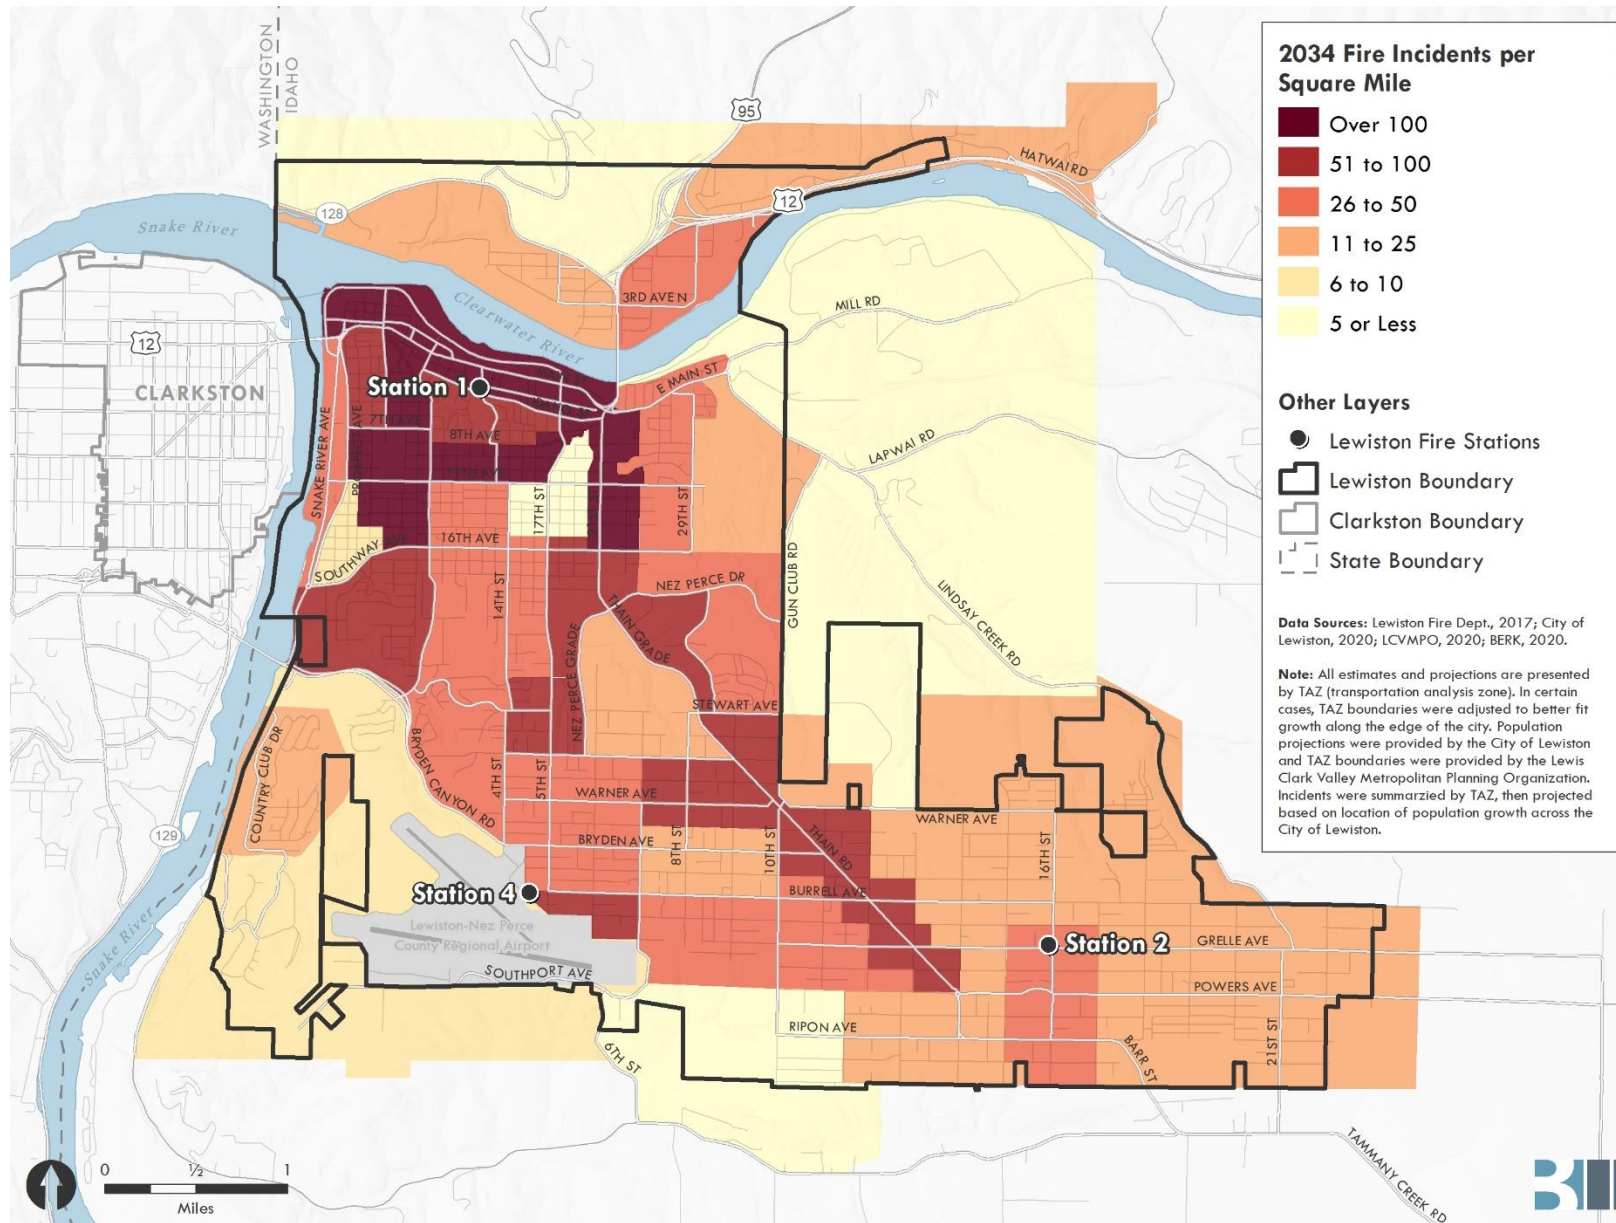 WASHINGTON
IDAHO
95
HATWAI RD
12
128
Snake River
3RD AVE N
MILL RD
Clearwater River
12
CLARKSTON
Station 1
E MAIN ST
SNAKE RIVER AVE
7TH AVE
8TH AVE
LAPWAI RD
17TH ST
29TH ST
16TH AVE
SOUTHWAY AVE
14TH ST
NEZ PERCE DR
GUN CLUB RD
LINDSAY CREEK RD
THAIN GRADE
NEZ PERCE GRADE
STEWART AVE
COUNTRY CLUB DR
BRYDEN CANYON RD
4TH ST
5TH ST
WARNER AVE
WARNER AVE
129
BRYDEN AVE
8TH ST
10TH ST
THAIN RD
16TH ST
Station 4
BURRELL AVE
Lewiston-Nez Perce
County Regional Airport
Station 2
GRELLE AVE
Snake River
SOUTHPORT AVE
POWERS AVE
RIPON AVE
6TH ST
BARR ST
21ST ST
TAMMANY CREEK RD
0 ½ 1
Miles
2034 Fire Incidents per
Square Mile
Over 100
51 to 100
26 to 50
11 to 25
6 to 10
5 or Less
Other Layers
Lewiston Fire Stations
Lewiston Boundary
Clarkston Boundary
State Boundary
Data Sources: Lewiston Fire Dept., 2017; City of
Lewiston, 2020; LCVMPO, 2020; BERK, 2020.
Note: All estimates and projections are presented
by TAZ (transportation analysis zone). In certain
cases, TAZ boundaries were adjusted to better fit
growth along the edge of the city. Population
projections were provided by the City of Lewiston
and TAZ boundaries were provided by the Lewis
Clark Valley Metropolitan Planning Organization.
Incidents were summarzied by TAZ, then projected
based on location of population growth across the
City of Lewiston.